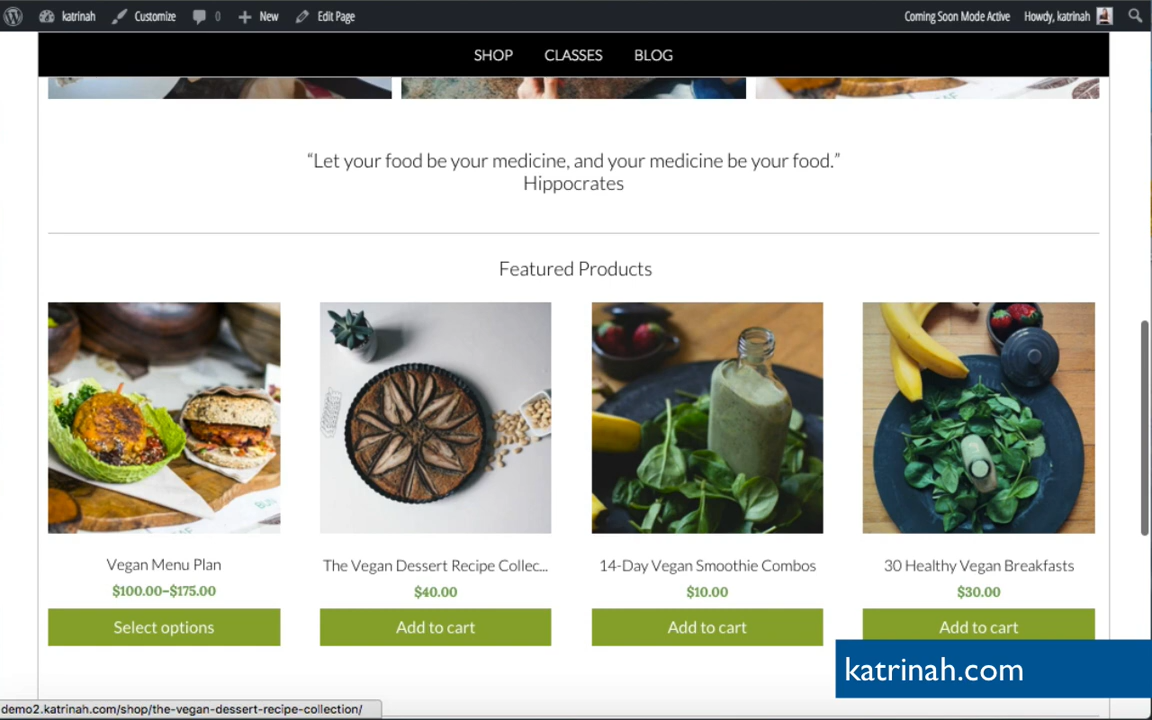 katrinah Customize 0 New Edit Page Coming Soon Mode Active Howdy, katrinah
SHOP CLASSES BLOG
“Let your food be your medicine, and your medicine be your food.”
Hippocrates
Featured Products
Vegan Menu Plan The Vegan Dessert Recipe Collec... 14-Day Vegan Smoothie Combos 30 Healthy Vegan Breakfasts
$100.00–$175.00 $40.00 $10.00 $30.00
Select options Add to cart Add to cart Add to cart
katrinah.com
demo2.katrinah.com/shop/the-vegan-dessert-recipe-collection/